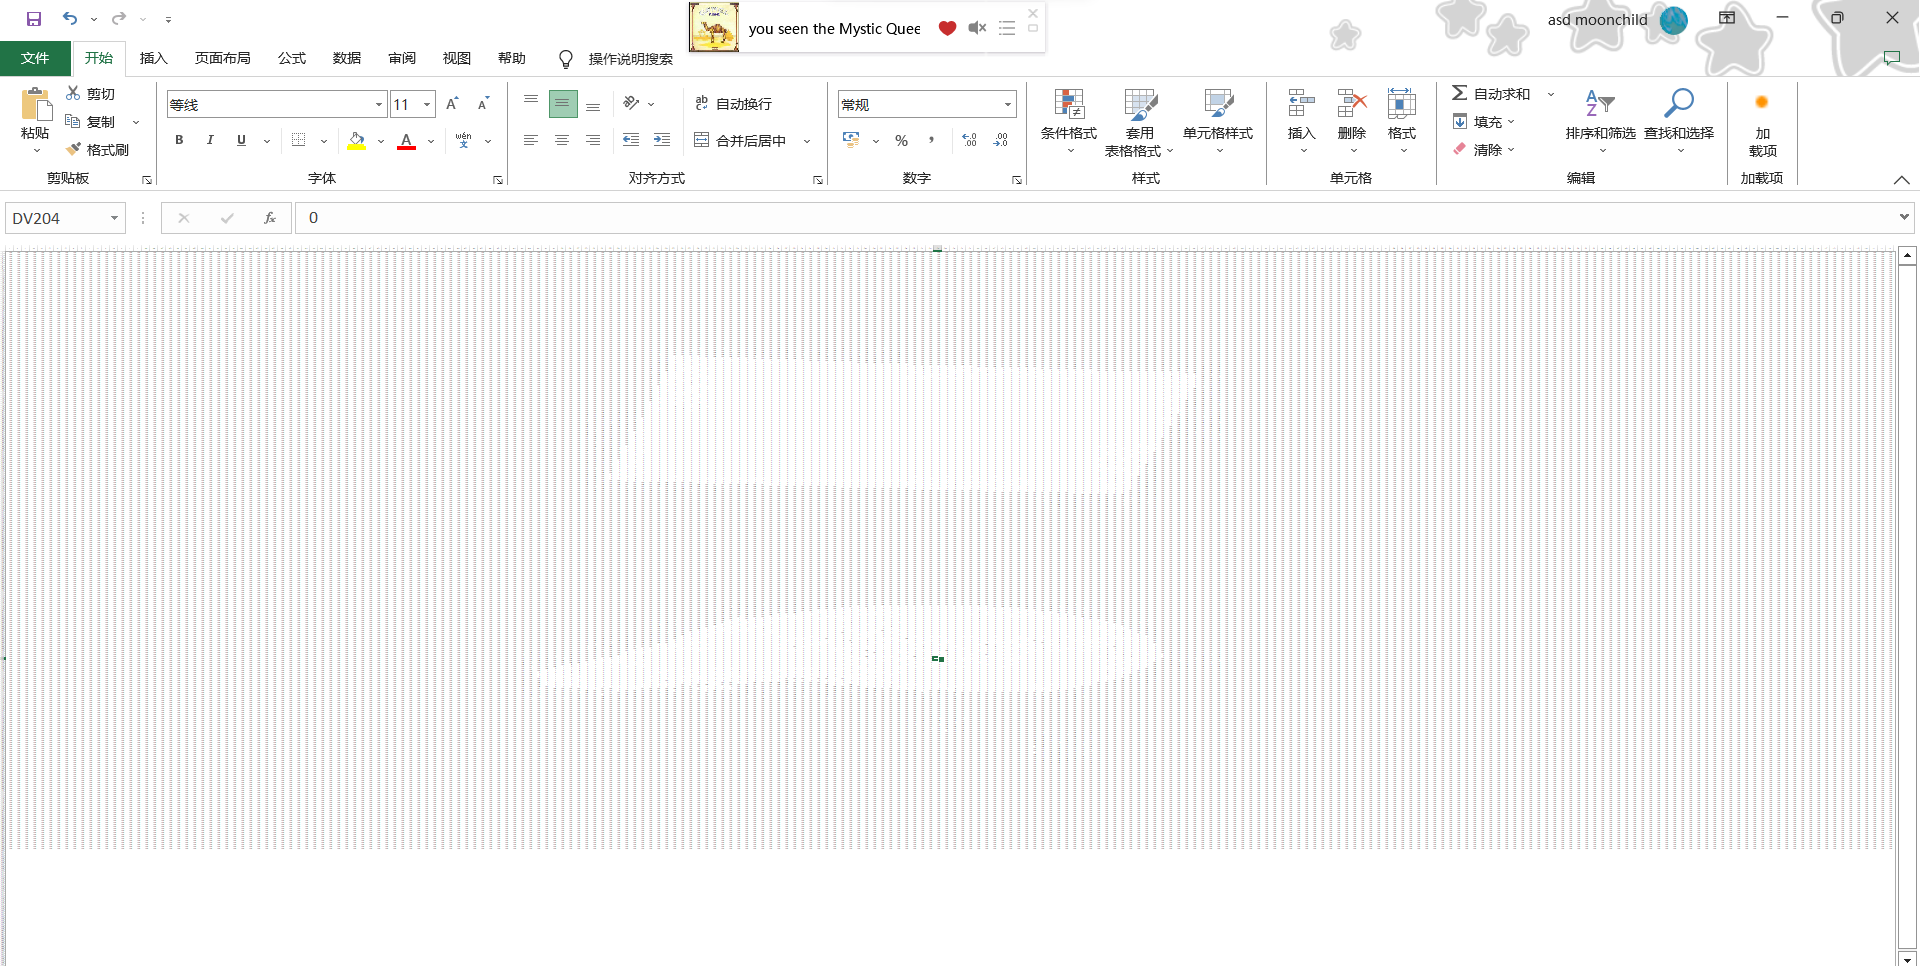 you seen the Mystic Quee
asd moonchild
文件 开始 插入 页面布局 公式 数据 审阅 视图 帮助 操作说明搜索
粘贴 剪切 复制 格式刷
剪贴板
等线 11
B I U A wén 变
字体
ab 自动换行
合并后居中
对齐方式
常规
% ,
数字
条件格式 套用 表格格式 单元格样式
样式
插入 删除 格式
单元格
自动求和 填充 清除 排序和筛选 查找和选择
编辑
加载项
加载项
DV204 fx 0